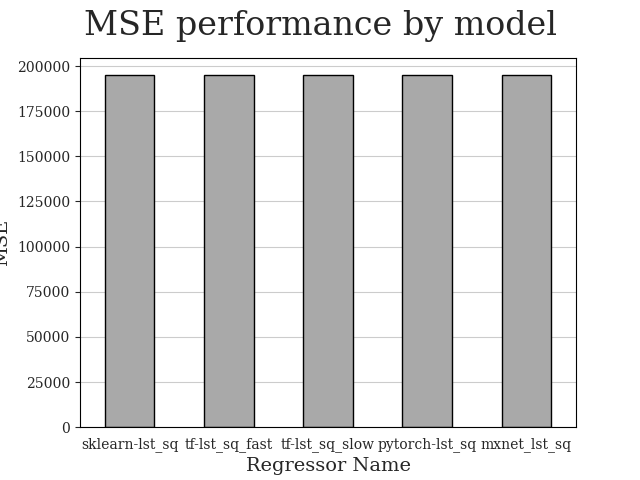 MSE performance by model
200000
175000
150000
125000
100000
75000
50000
25000
0
MSE
sklearn-lst_sq tf-lst_sq_fast tf-lst_sq_slow pytorch-lst_sq mxnet_lst_sq
Regressor Name